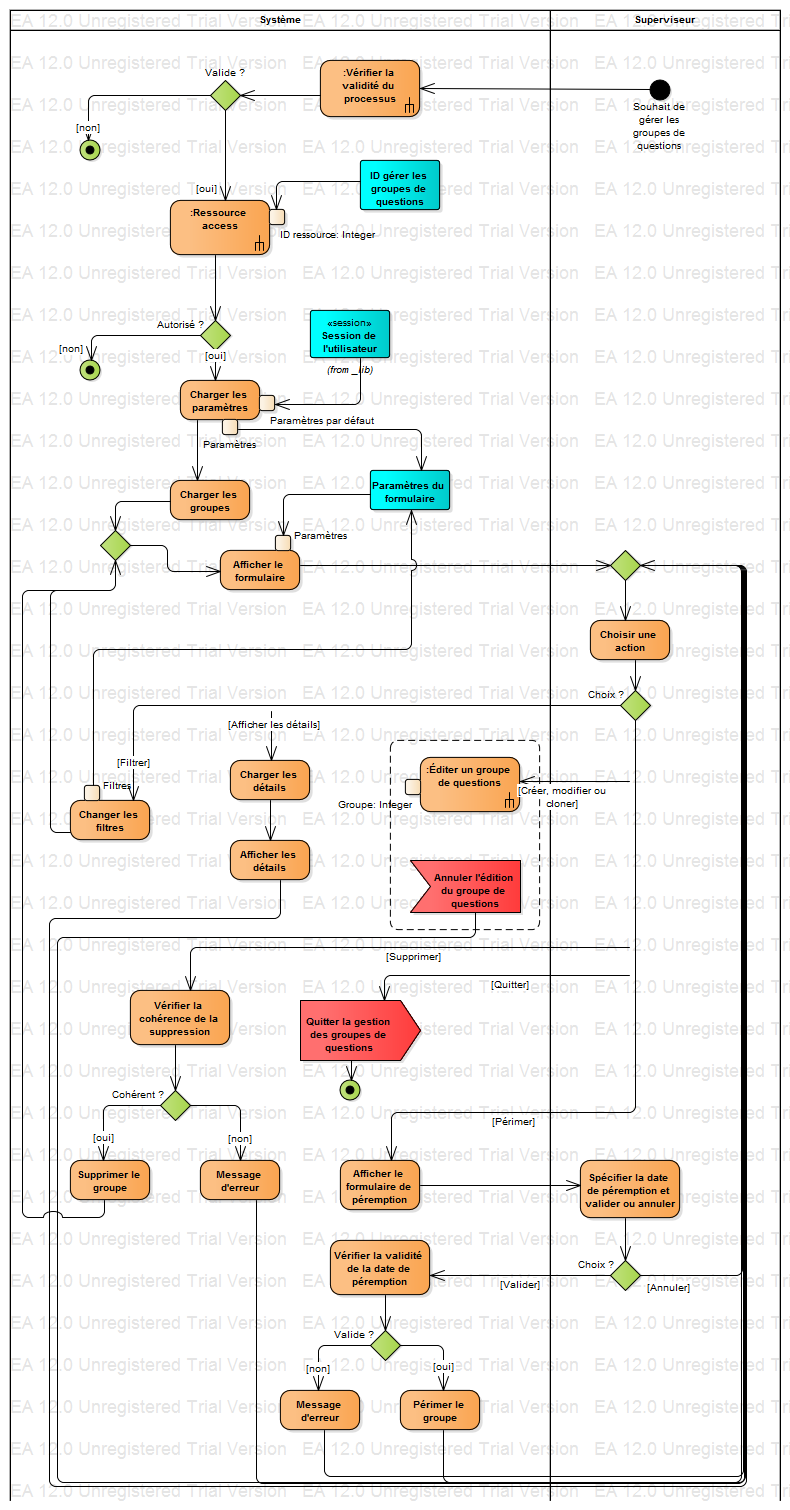 Système
Superviseur
EA 12.0 Unregistered Trial Version
Valide ?
:Vérifier la
validité du
processus
Souhait de
gérer les
groupes de
questions
[non]
[oui]
ID gérer les
groupes de
questions
:Ressource
access
ID ressource: Integer
Autorisé ?
«session»
Session de
l'utilisateur
(from _lib)
[non]
[oui]
Charger les
paramètres
Paramètres par défaut
Paramètres
Charger les
groupes
Paramètres du
formulaire
Paramètres
Afficher le
formulaire
Choisir une
action
Choix ?
[Afficher les détails]
[Filtrer]
Charger les
détails
:Éditer un groupe
de questions
[Créer, modifier ou
cloner]
Groupe: Integer
Filtres
Changer les
filtres
Afficher les
détails
Annuler l'édition
du groupe de
questions
[Supprimer]
[Quitter]
Vérifier la
cohérence de la
suppression
Quitter la gestion
des groupes de
questions
Cohérent ?
[oui]
[non]
[Périmer]
Supprimer le
groupe
Message
d'erreur
Afficher le
formulaire de
péremption
Spécifier la date
de péremption et
valider ou annuler
Vérifier la validité
de la date de
péremption
Choix ?
[Valider]
[Annuler]
Valide ?
[non]
[oui]
Message
d'erreur
Périmer le
groupe